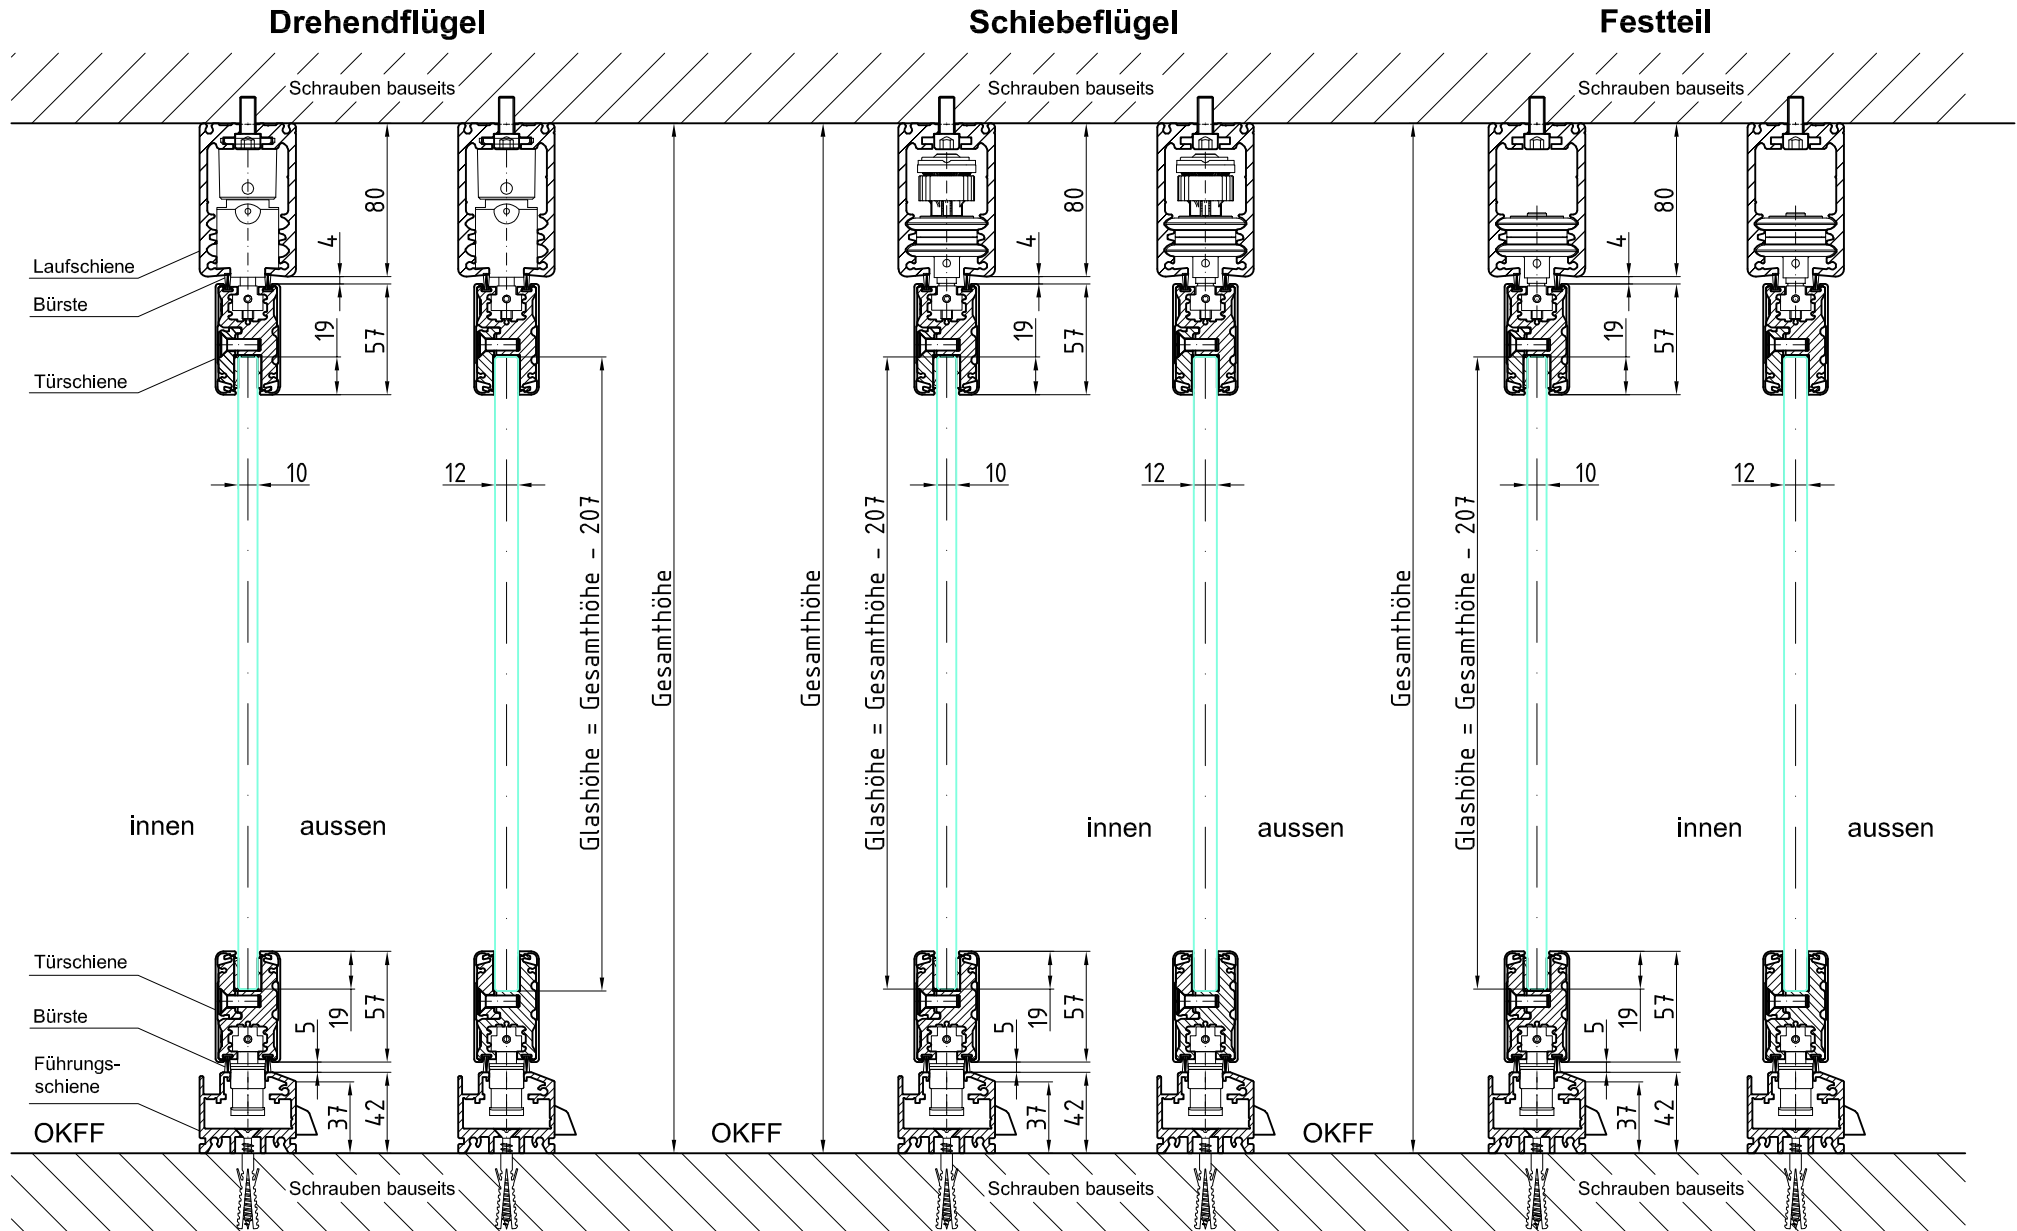 Drehendflügel
Schiebeflügel
Festteil
Schrauben bauseits
Schrauben bauseits
Schrauben bauseits
80
4
19
57
80
4
19
57
80
4
19
57
Laufschiene
Bürste
Türschiene
10
12
10
12
10
12
Glashöhe = Gesamthöhe - 207
Gesamthöhe
Gesamthöhe
Glashöhe = Gesamthöhe - 207
Gesamthöhe
Glashöhe = Gesamthöhe - 207
innen
aussen
innen
aussen
innen
aussen
Türschiene
Bürste
Führungs-
schiene
5
19
57
37
42
5
19
57
37
42
5
19
57
37
42
OKFF
OKFF
OKFF
Schrauben bauseits
Schrauben bauseits
Schrauben bauseits